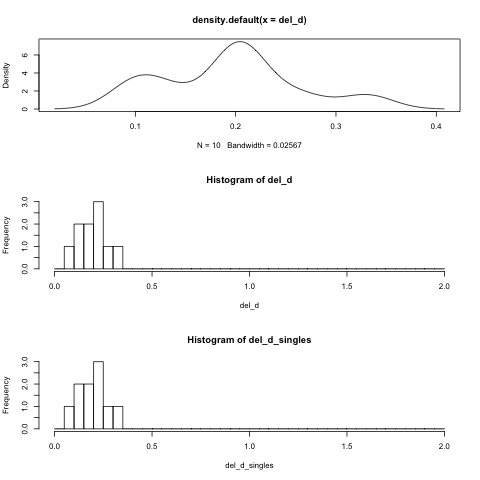 density.default(x = del_d)
Density
0 2 4 6
0.1 0.2 0.3 0.4
N = 10 Bandwidth = 0.02567
Histogram of del_d
Frequency
0.0 1.0 2.0 3.0
0.0 0.5 1.0 1.5 2.0
del_d
Histogram of del_d_singles
Frequency
0.0 1.0 2.0 3.0
0.0 0.5 1.0 1.5 2.0
del_d_singles